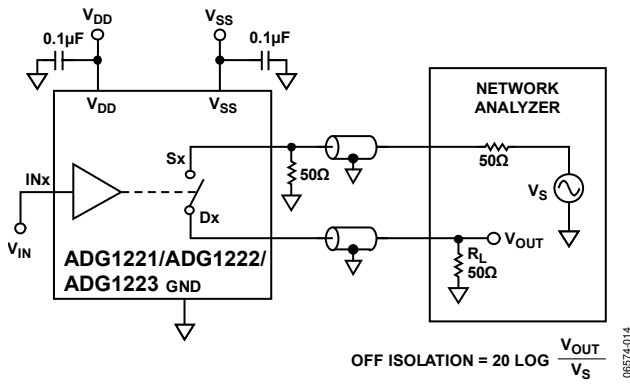 VDD
VSS
0.1µF
0.1µF
VDD
VSS
NETWORK
ANALYZER
Sx
50Ω
50Ω
INx
VS
Dx
VOUT
VIN
RL
50Ω
ADG1221/ADG1222/
ADG1223 GND
OFF ISOLATION = 20 LOG VOUT
VS
06574-014